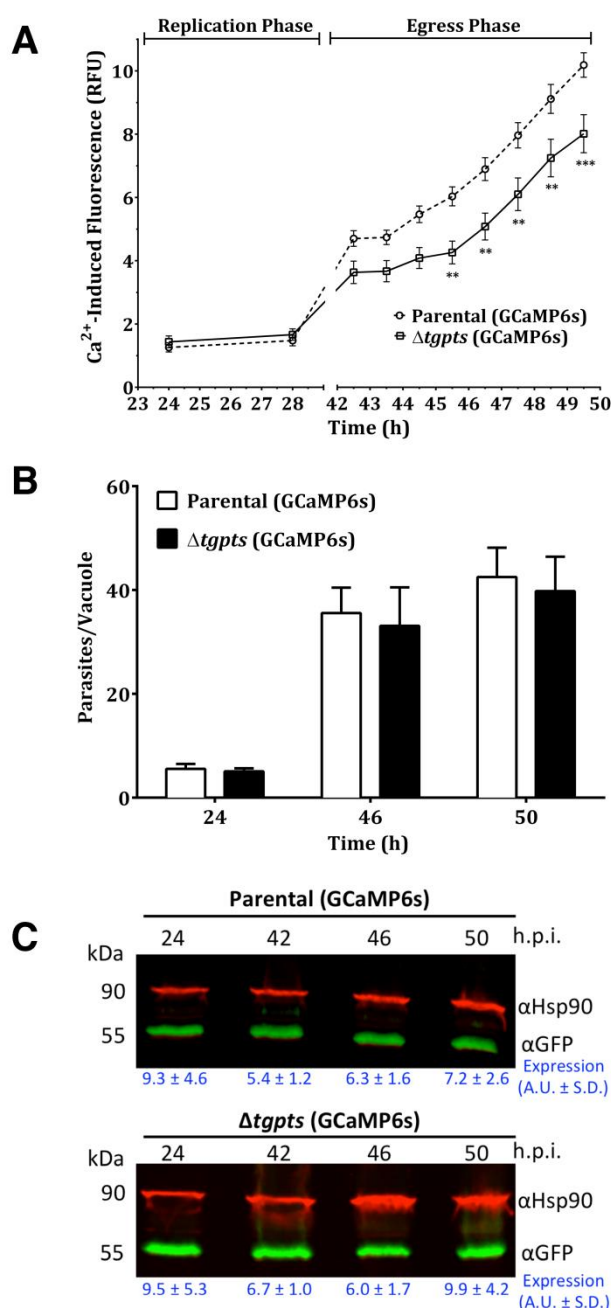 A
Replication Phase Egress Phase
Ca2+-Induced Fluorescence (RFU)
10
8
6
4
2
0
** ** ** ** ***
Parental (GCaMP6s)
Δtgpts (GCaMP6s)
23 24 25 26 27 28 42 43 44 45 46 47 48 49 50
Time (h)
B
Parasites/Vacuole
60
40
20
0
Parental (GCaMP6s)
Δtgpts (GCaMP6s)
24 46 50
Time (h)
C
Parental (GCaMP6s)
kDa 24 42 46 50 h.p.i.
90 αHsp90
55 αGFP
9.3 ± 4.6 5.4 ± 1.2 6.3 ± 1.6 7.2 ± 2.6 Expression
(A.U. ± S.D.)
Δtgpts (GCaMP6s)
kDa 24 42 46 50 h.p.i.
90 αHsp90
55 αGFP
9.5 ± 5.3 6.7 ± 1.0 6.0 ± 1.7 9.9 ± 4.2 Expression
(A.U. ± S.D.)